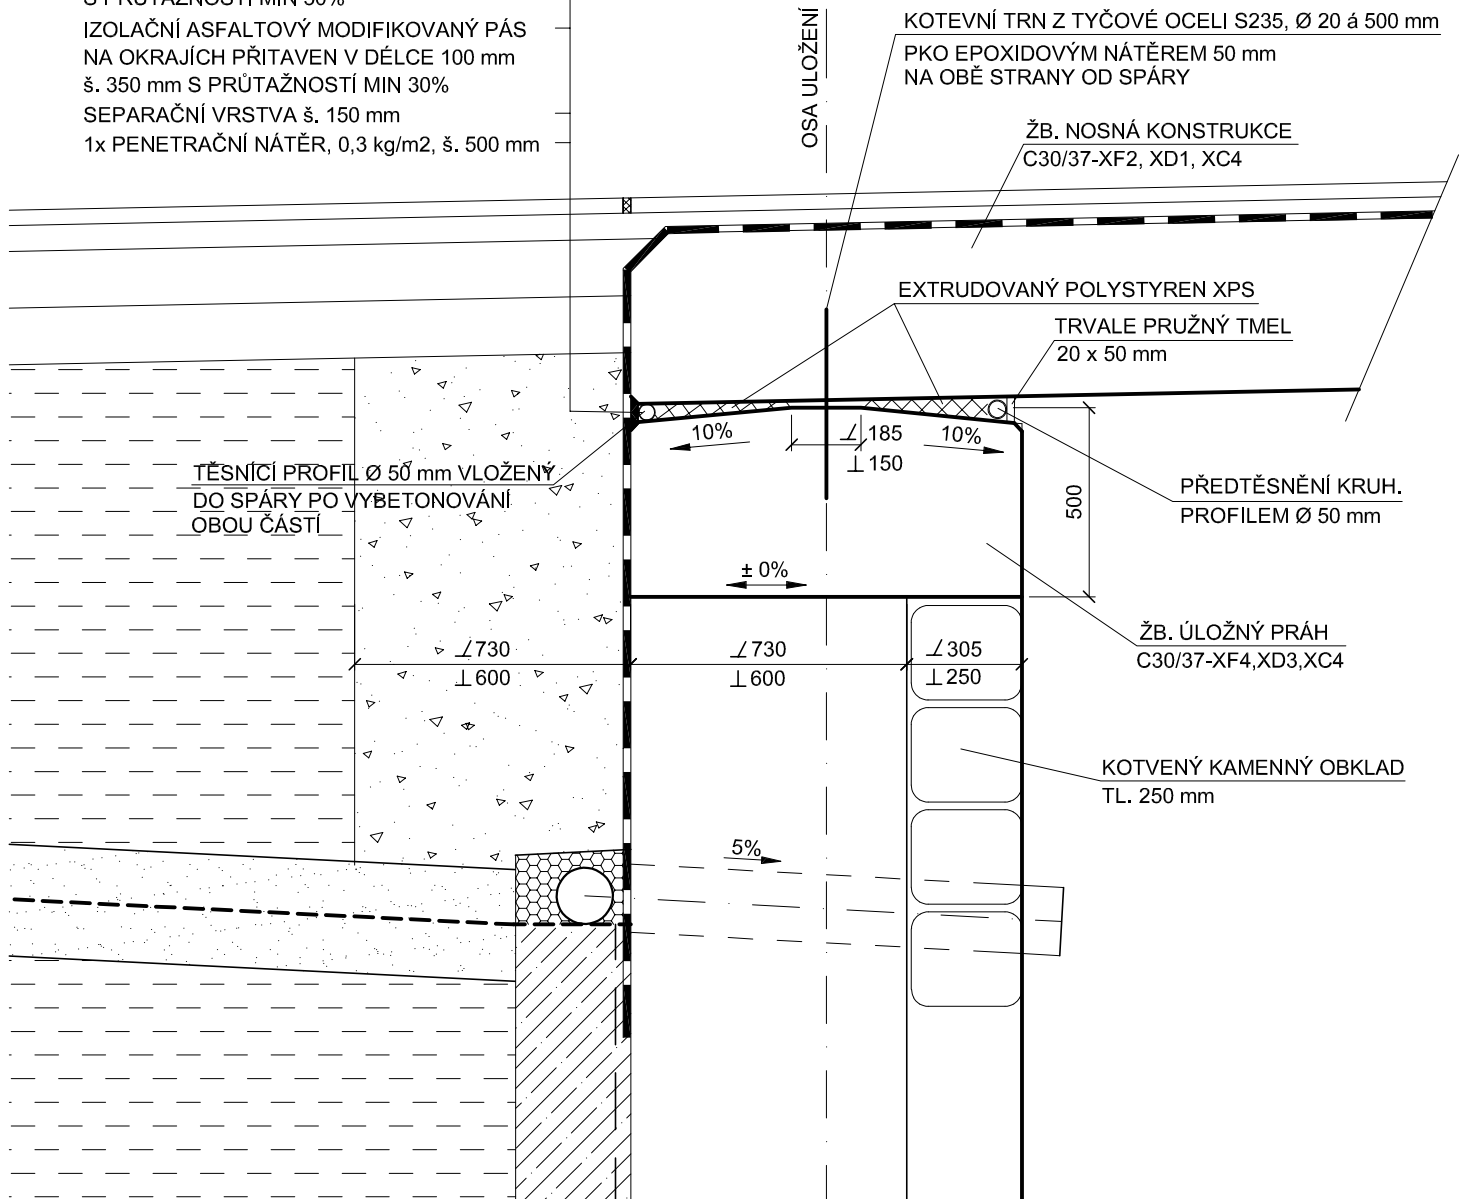 S PRŮTAŽNOSTÍ MIN 30%
IZOLAČNÍ ASFALTOVÝ MODIFIKOVANÝ PÁS
NA OKRAJÍCH PŘITAVEN V DÉLCE 100 mm
š. 350 mm S PRŮTAŽNOSTÍ MIN 30%
SEPARAČNÍ VRSTVA š. 150 mm
1x PENETRAČNÍ NÁTĚR, 0,3 kg/m2, š. 500 mm
OSA ULOŽENÍ
KOTEVNÍ TRN Z TYČOVÉ OCELI S235, Ø 20 á 500 mm
PKO EPOXIDOVÝM NÁTĚREM 50 mm
NA OBĚ STRANY OD SPÁRY
ŽB. NOSNÁ KONSTRUKCE
C30/37-XF2, XD1, XC4
EXTRUDOVANÝ POLYSTYREN XPS
TRVALE PRUŽNÝ TMEL
20 x 50 mm
10%
∠185
⊥150
10%
TĚSNÍCÍ PROFIL Ø 50 mm VLOŽENÝ
DO SPÁRY PO VYBETONOVÁNÍ
OBOU ČÁSTÍ
PŘEDTĚSNĚNÍ KRUH.
PROFILEM Ø 50 mm
500
± 0%
ŽB. ÚLOŽNÝ PRÁH
C30/37-XF4,XD3,XC4
∠730
⊥600
∠730
⊥600
∠305
⊥250
KOTVENÝ KAMENNÝ OBKLAD
TL. 250 mm
5%